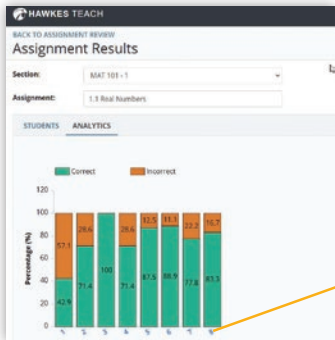 HAWKES TEACH
BACK TO ASSIGNMENT REVIEW
Assignment Results
Section: MAT 101 - 1
Assignment: 1.1 Real Numbers
STUDENTS ANALYTICS
Correct Incorrect
120
100
80
60
40
20
0
Percentage (%)
57.1 28.6 28.6 12.5 11.1 22.2 16.7
42.9 71.4 100 71.4 87.5 88.9 77.8 83.3
1 2 3 4 5 6 7 8